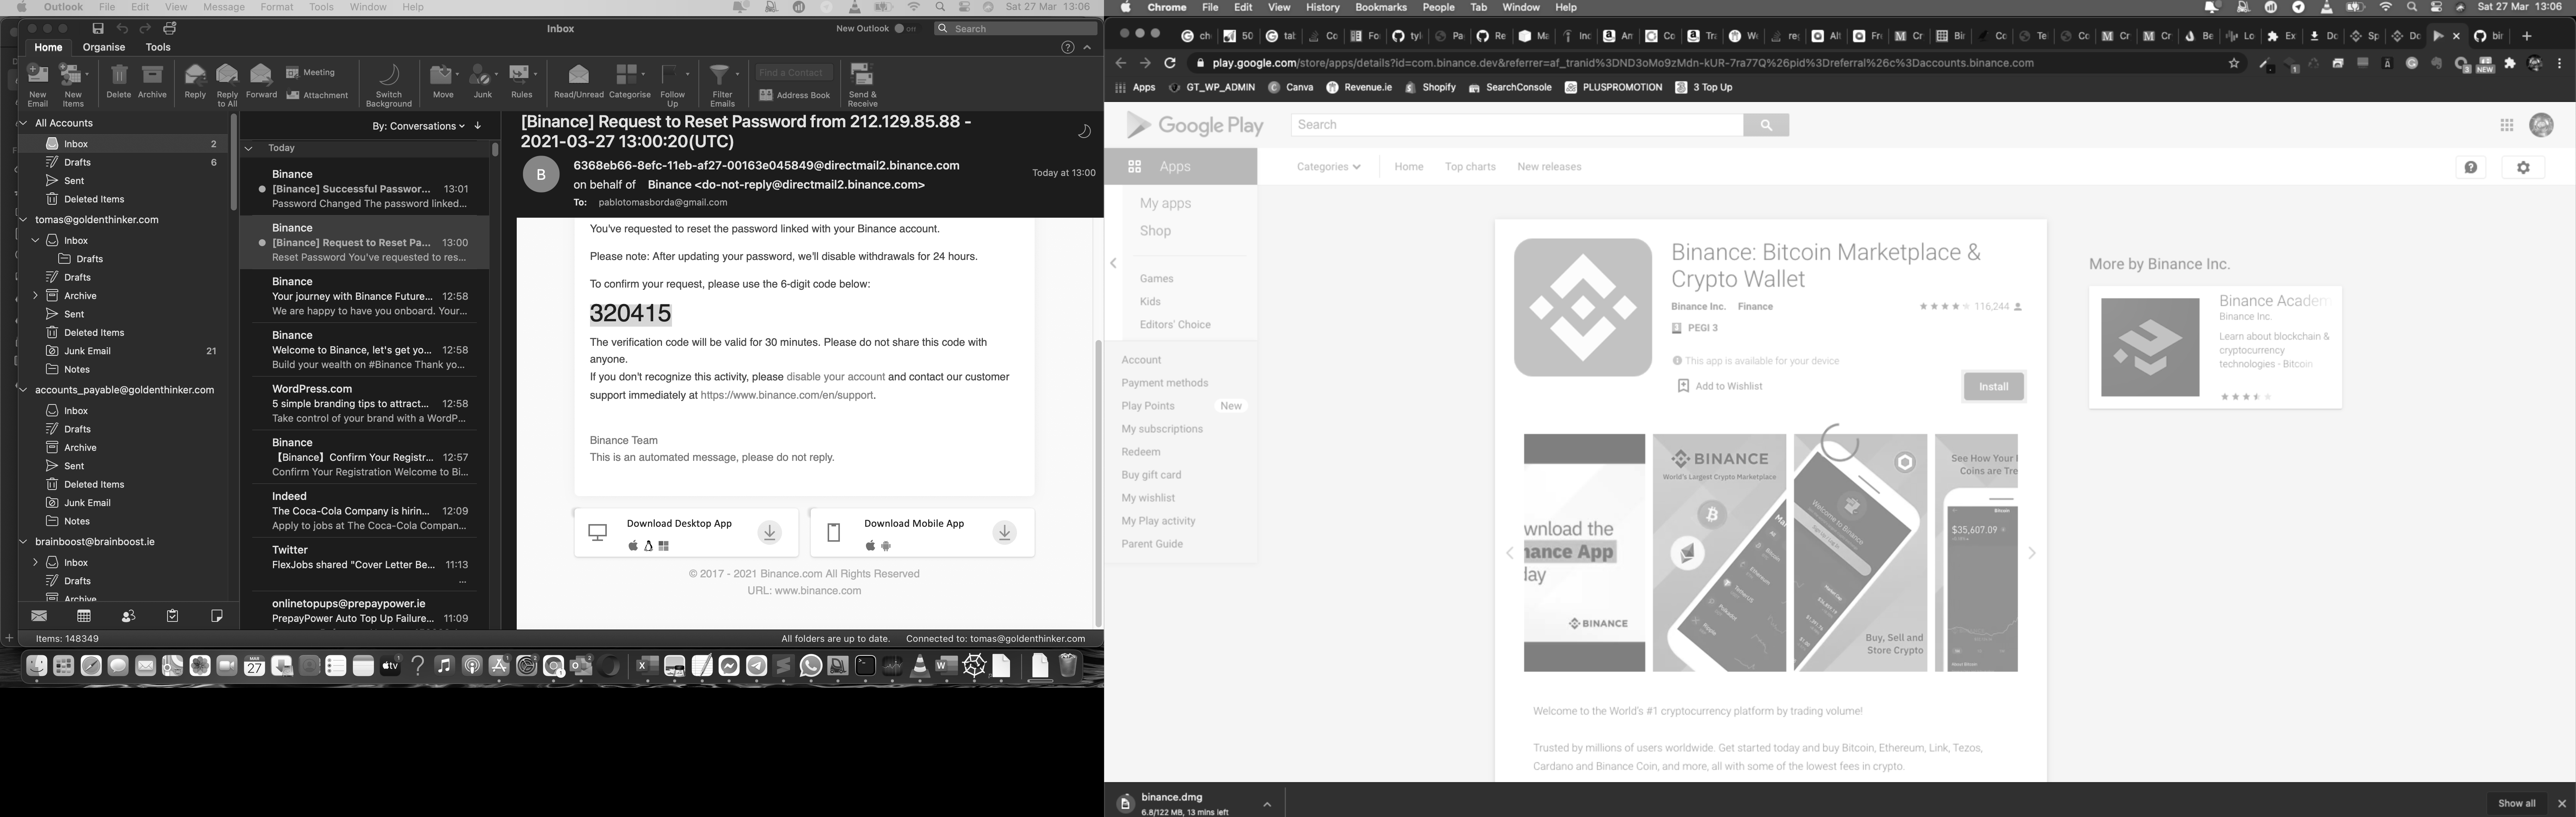 Outlook File Edit View Message Format Tools Window Help
Sat 27 Mar 13:06
Inbox
New Outlook
Search
Home Organise Tools
New Email
New Items
Delete
Archive
Reply
Reply to All
Forward
Meeting
Attachment
Switch Background
Move
Junk
Rules
Read/Unread
Categorise
Follow Up
Filter Emails
Find a Contact
Address Book
Send & Receive
All Accounts
Inbox 2
Drafts 6
Sent
Deleted Items
tomas@goldenthinker.com
Inbox
Drafts
Drafts
Archive
Sent
Deleted Items
Junk Email 21
Notes
accounts_payable@goldenthinker.com
Inbox
Drafts
Archive
Sent
Deleted Items
Junk Email
Notes
brainboost@brainboost.ie
Inbox
Drafts
Archive
Items: 148349
By: Conversations
Today
Binance
[Binance] Successful Passwor... 13:01
Password Changed The password linked...
Binance
[Binance] Request to Reset Pa... 13:00
Reset Password You've requested to res...
Binance
Your journey with Binance Future... 12:58
We are happy to have you onboard. Your...
Binance
Welcome to Binance, let's get yo... 12:58
Build your wealth on #Binance Thank yo...
WordPress.com
5 simple branding tips to attract... 12:58
Take control of your brand with a WordP...
Binance
【Binance】Confirm Your Registr... 12:57
Confirm Your Registration Welcome to Bi...
Indeed
The Coca-Cola Company is hirin... 12:09
Apply to jobs at The Coca-Cola Compan...
Twitter
FlexJobs shared "Cover Letter Be... 11:13
...
onlinetopups@prepaypower.ie
PrepayPower Auto Top Up Failure... 11:09
[Binance] Request to Reset Password from 212.129.85.88 -
2021-03-27 13:00:20(UTC)
B
6368eb66-8efc-11eb-af27-00163e045849@directmail2.binance.com
on behalf of Binance <do-not-reply@directmail2.binance.com>
Today at 13:00
To: pablotomasborda@gmail.com
You've requested to reset the password linked with your Binance account.
Please note: After updating your password, we'll disable withdrawals for 24 hours.
To confirm your request, please use the 6-digit code below:
320415
The verification code will be valid for 30 minutes. Please do not share this code with
anyone.
If you don't recognize this activity, please disable your account and contact our customer
support immediately at https://www.binance.com/en/support.
Binance Team
This is an automated message, please do not reply.
Download Desktop App
Download Mobile App
© 2017 - 2021 Binance.com All Rights Reserved
URL: www.binance.com
All folders are up to date. Connected to: tomas@goldenthinker.com
MAR
27
tv
Chrome File Edit View History Bookmarks People Tab Window Help
Sat 27 Mar 13:06
play.google.com/store/apps/details?id=com.binance.dev&referrer=af_tranid%3DND3oMo9zMdn-kUR-7ra77Q%26pid%3Dreferral%26c%3Daccounts.binance.com
Apps GT_WP_ADMIN Canva Revenue.ie Shopify SearchConsole PLUSPROMOTION 3 Top Up
Google Play
Search
Apps
Categories Home Top charts New releases
My apps
Shop
Games
Kids
Editors' Choice
Account
Payment methods
Play Points New
My subscriptions
Redeem
Buy gift card
My wishlist
My Play activity
Parent Guide
Binance: Bitcoin Marketplace &
Crypto Wallet
Binance Inc. Finance
116,244
PEGI 3
This app is available for your device
Add to Wishlist
Install
wnload the
nance App
day
BINANCE
BINANCE
World's Largest Crypto Marketplace
Welcome to Binance
Buy, Sell and
Store Crypto
See How Your
Coins are Tre
$35,607.09
Welcome to the World's #1 cryptocurrency platform by trading volume!
Trusted by millions of users worldwide. Get started today and buy Bitcoin, Ethereum, Link, Tezos,
Cardano and Binance Coin, and more, all with some of the lowest fees in crypto.
More by Binance Inc.
Binance Academ
Binance Inc.
Learn about blockchain &
cryptocurrency
technologies - Bitcoin
binance.dmg
6.8/122 MB, 13 mins left
Show all